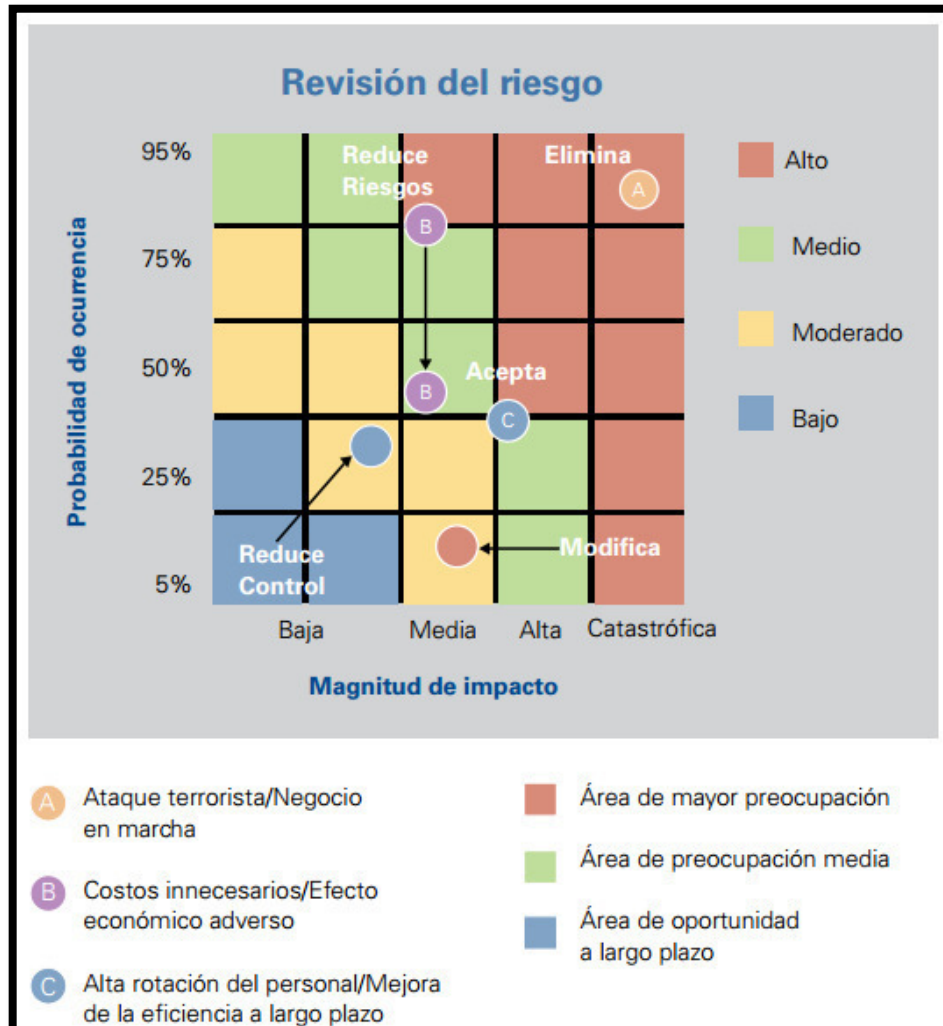 Revisión del riesgo
Probabilidad de ocurrencia
95%
75%
50%
25%
5%
Reduce
Riesgos
Elimina
A
B
B
Acepta
C
Reduce
Control
Modifica
Baja
Media
Alta
Catastrófica
Magnitud de impacto
Alto
Medio
Moderado
Bajo
A
Ataque terrorista/Negocio
en marcha
B
Costos innecesarios/Efecto
económico adverso
C
Alta rotación del personal/Mejora
de la eficiencia a largo plazo
Área de mayor preocupación
Área de preocupación media
Área de oportunidad
a largo plazo